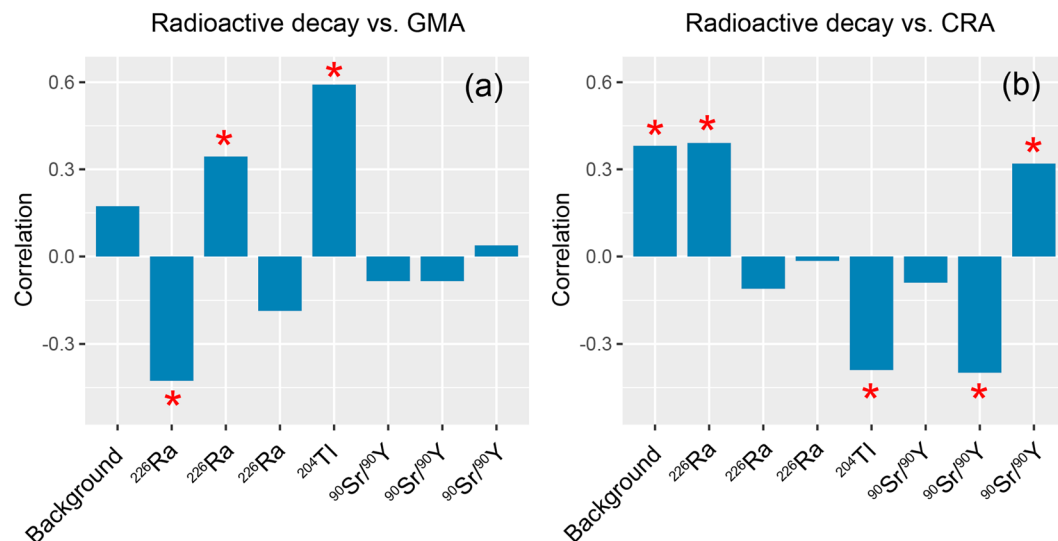 Radioactive decay vs. GMA
(a)
Correlation
0.6
0.3
0.0
-0.3
Background
²²⁶Ra
²²⁶Ra
²²⁶Ra
²⁰⁴Tl
⁹⁰Sr/⁹⁰Y
⁹⁰Sr/⁹⁰Y
⁹⁰Sr/⁹⁰Y
Radioactive decay vs. CRA
(b)
Correlation
0.6
0.3
0.0
-0.3
Background
²²⁶Ra
²²⁶Ra
²²⁶Ra
²⁰⁴Tl
⁹⁰Sr/⁹⁰Y
⁹⁰Sr/⁹⁰Y
⁹⁰Sr/⁹⁰Y